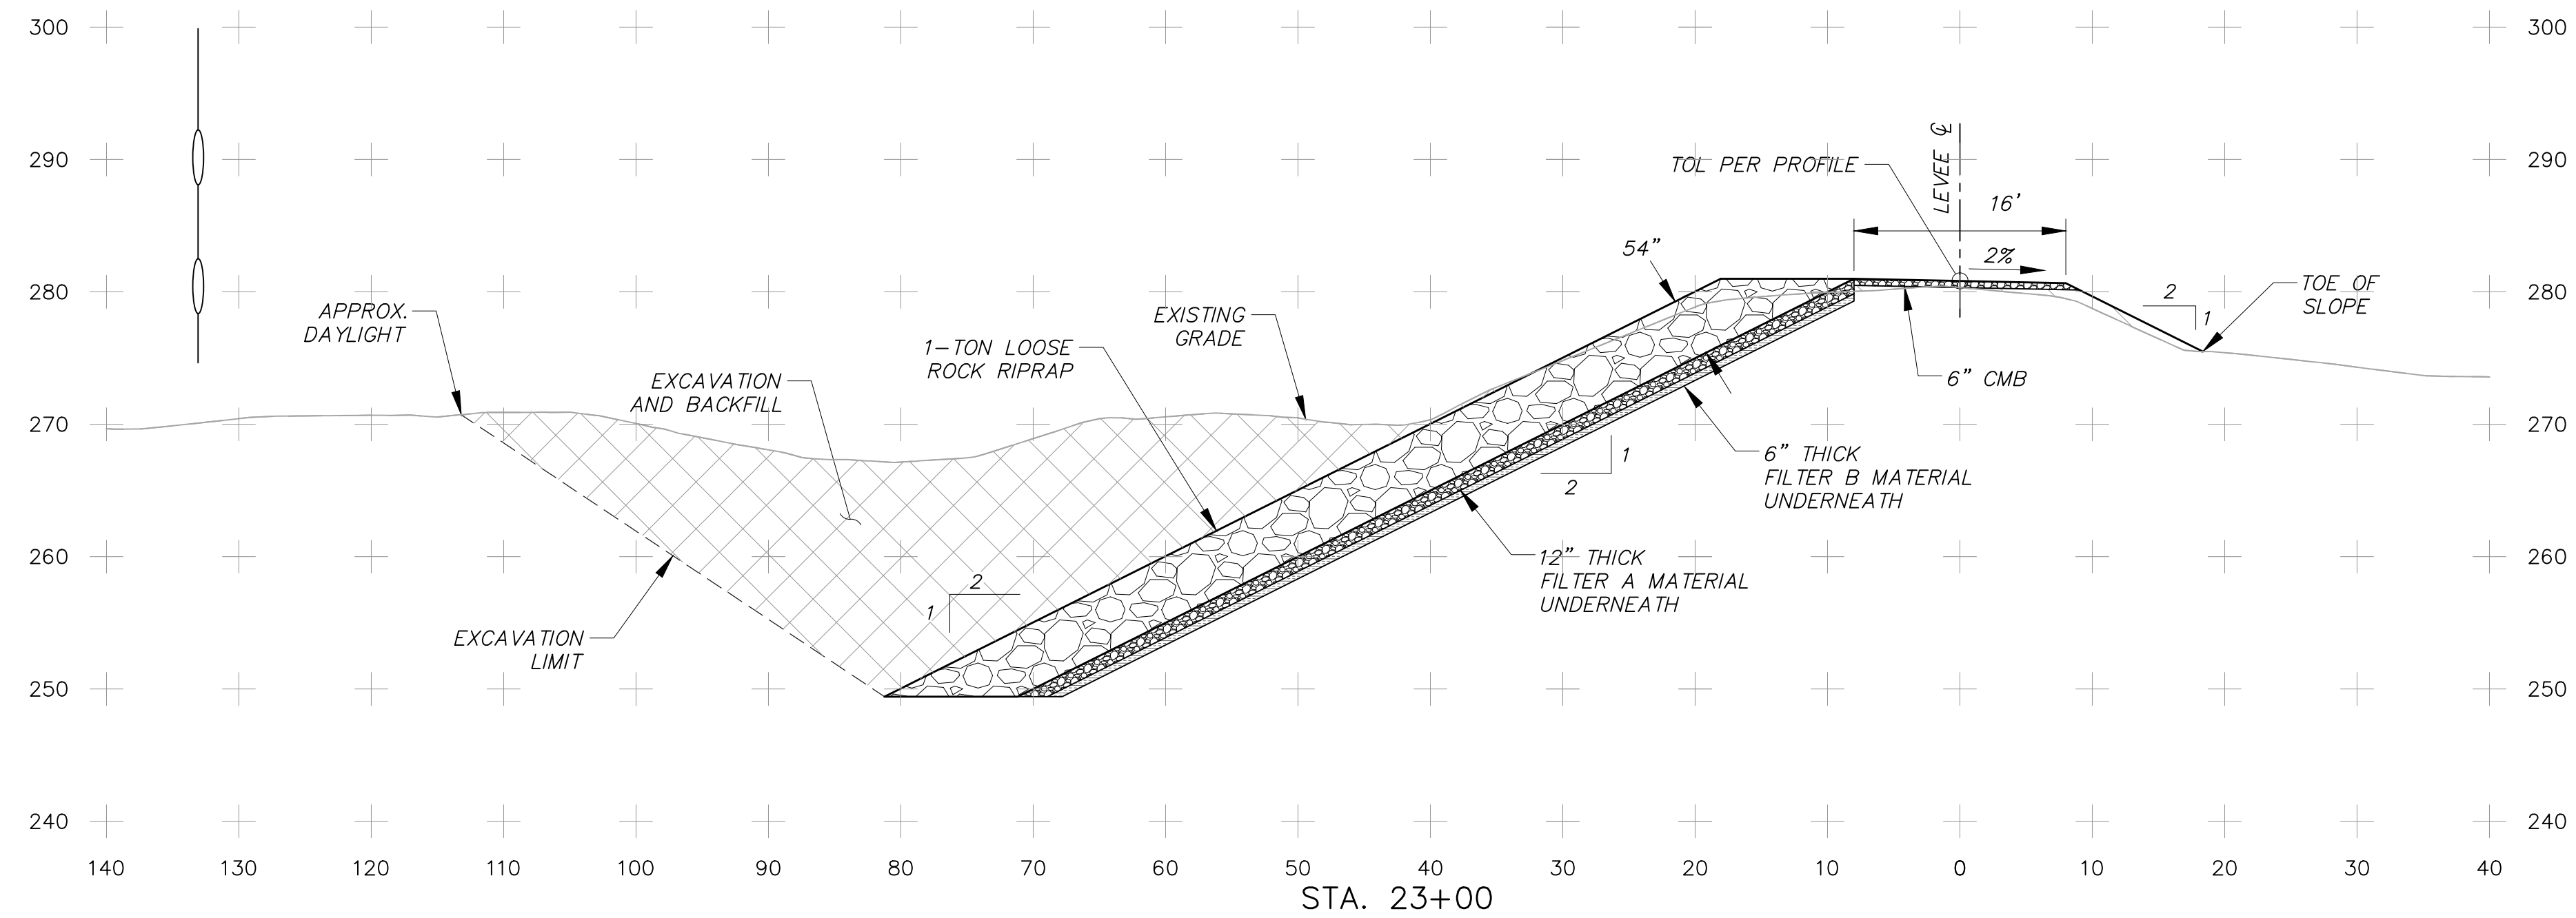 300 300
290 290
280 280
270 270
260 260
250 250
240 240
TOL PER PROFILE
LEVEE ℄
16'
2%
54"
TOE OF
SLOPE
2
1
APPROX.
DAYLIGHT
EXISTING
GRADE
1-TON LOOSE
ROCK RIPRAP
EXCAVATION
AND BACKFILL
6" CMB
6" THICK
FILTER B MATERIAL
UNDERNEATH
1
2
12" THICK
FILTER A MATERIAL
UNDERNEATH
2
1
EXCAVATION
LIMIT
140 130 120 110 100 90 80 70 60 50 40 30 20 10 0 10 20 30 40
STA. 23+00